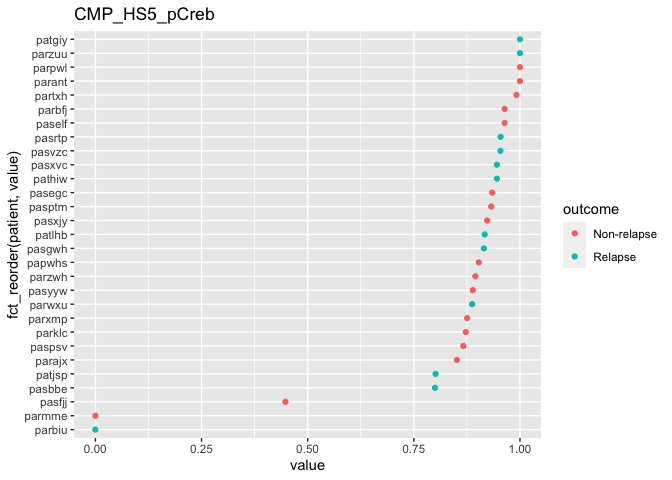 CMP_HS5_pCreb
fct_reorder(patient, value)
patgiy
parzuu
parpwl
parant
partxh
parbfj
paself
pasrtp
pasvzc
pasxvc
pathiw
pasegc
pasptm
pasxjy
patlhb
pasgwh
papwhs
parzwh
pasyyw
parwxu
parxmp
parklc
paspsv
parajx
patjsp
pasbbe
pasfjj
parmme
parbiu
0.00 0.25 0.50 0.75 1.00
value
outcome
Non-relapse
Relapse